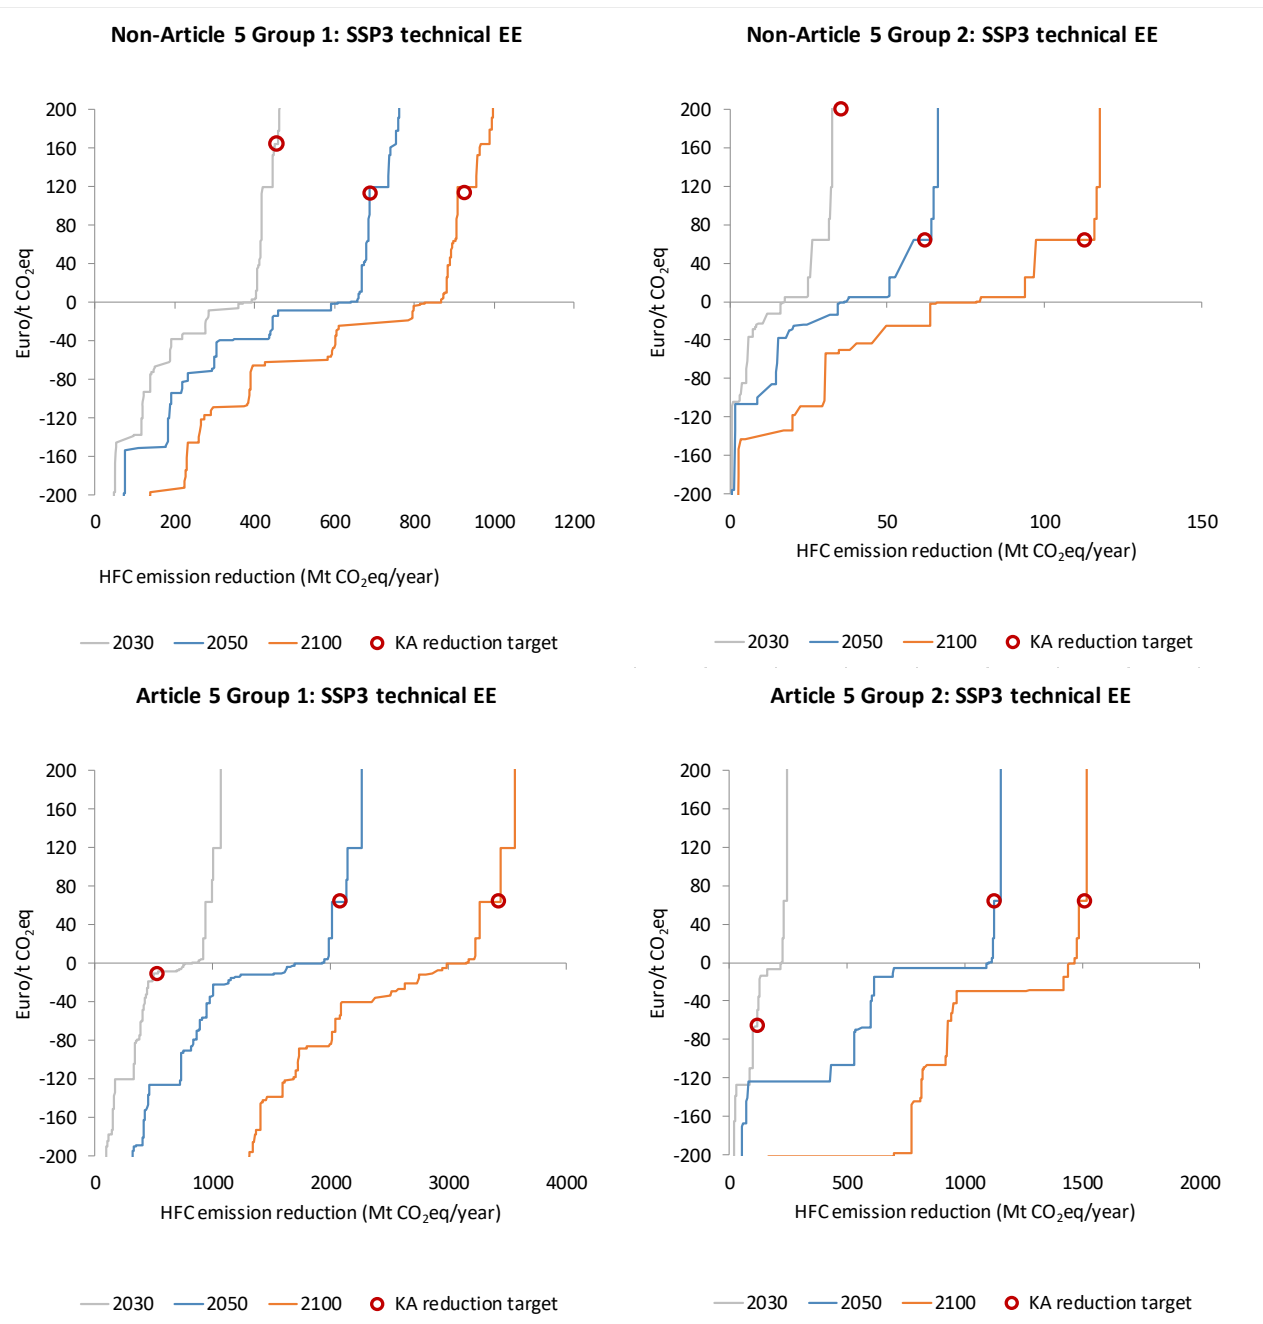 Non-Article 5 Group 1: SSP3 technical EE
200
160
120
80
40
0
-40
-80
-120
-160
-200
Euro/t CO₂eq
0 200 400 600 800 1000 1200
HFC emission reduction (Mt CO₂eq/year)
2030 2050 2100 KA reduction target
Non-Article 5 Group 2: SSP3 technical EE
200
160
120
80
40
0
-40
-80
-120
-160
-200
Euro/t CO₂eq
0 50 100 150
HFC emission reduction (Mt CO₂eq/year)
2030 2050 2100 KA reduction target
Article 5 Group 1: SSP3 technical EE
200
160
120
80
40
0
-40
-80
-120
-160
-200
Euro/t CO₂eq
0 1000 2000 3000 4000
HFC emission reduction (Mt CO₂eq/year)
2030 2050 2100 KA reduction target
Article 5 Group 2: SSP3 technical EE
200
160
120
80
40
0
-40
-80
-120
-160
-200
Euro/t CO₂eq
0 500 1000 1500 2000
HFC emission reduction (Mt CO₂eq/year)
2030 2050 2100 KA reduction target